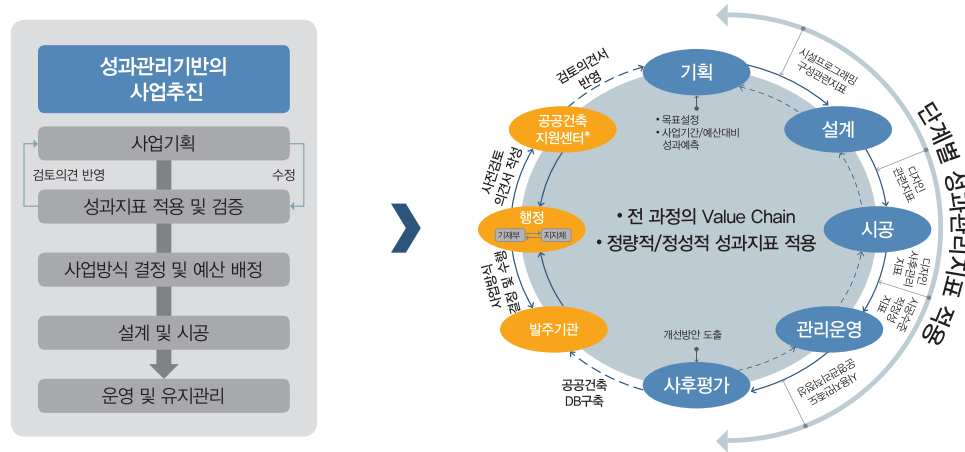 성과관리기반의
사업추진
사업기획
검토의견 반영
수정
성과지표 적용 및 검증
사업방식 결정 및 예산 배정
설계 및 시공
운영 및 유지관리
검토의견서
반영
기획
시설프로그래밍
구성관련지표
• 목표설정
• 사업기간/예산대비
성과예측
공공건축
지원센터*
설계
사전검토
의견서 작성
디자인
관련지표
행정
기재부
지자체
• 전 과정의 Value Chain
• 정량적/정성적 성과지표 적용
시공
단계별 성과관리지표 적용
디자인
사후관리
지표
사업방식
결정 및 수행
시공수준
적정성
지표
발주기관
개선방안 도출
관리운영
공공건축
DB구축
사후평가
사용자만족도
운영관리적정성